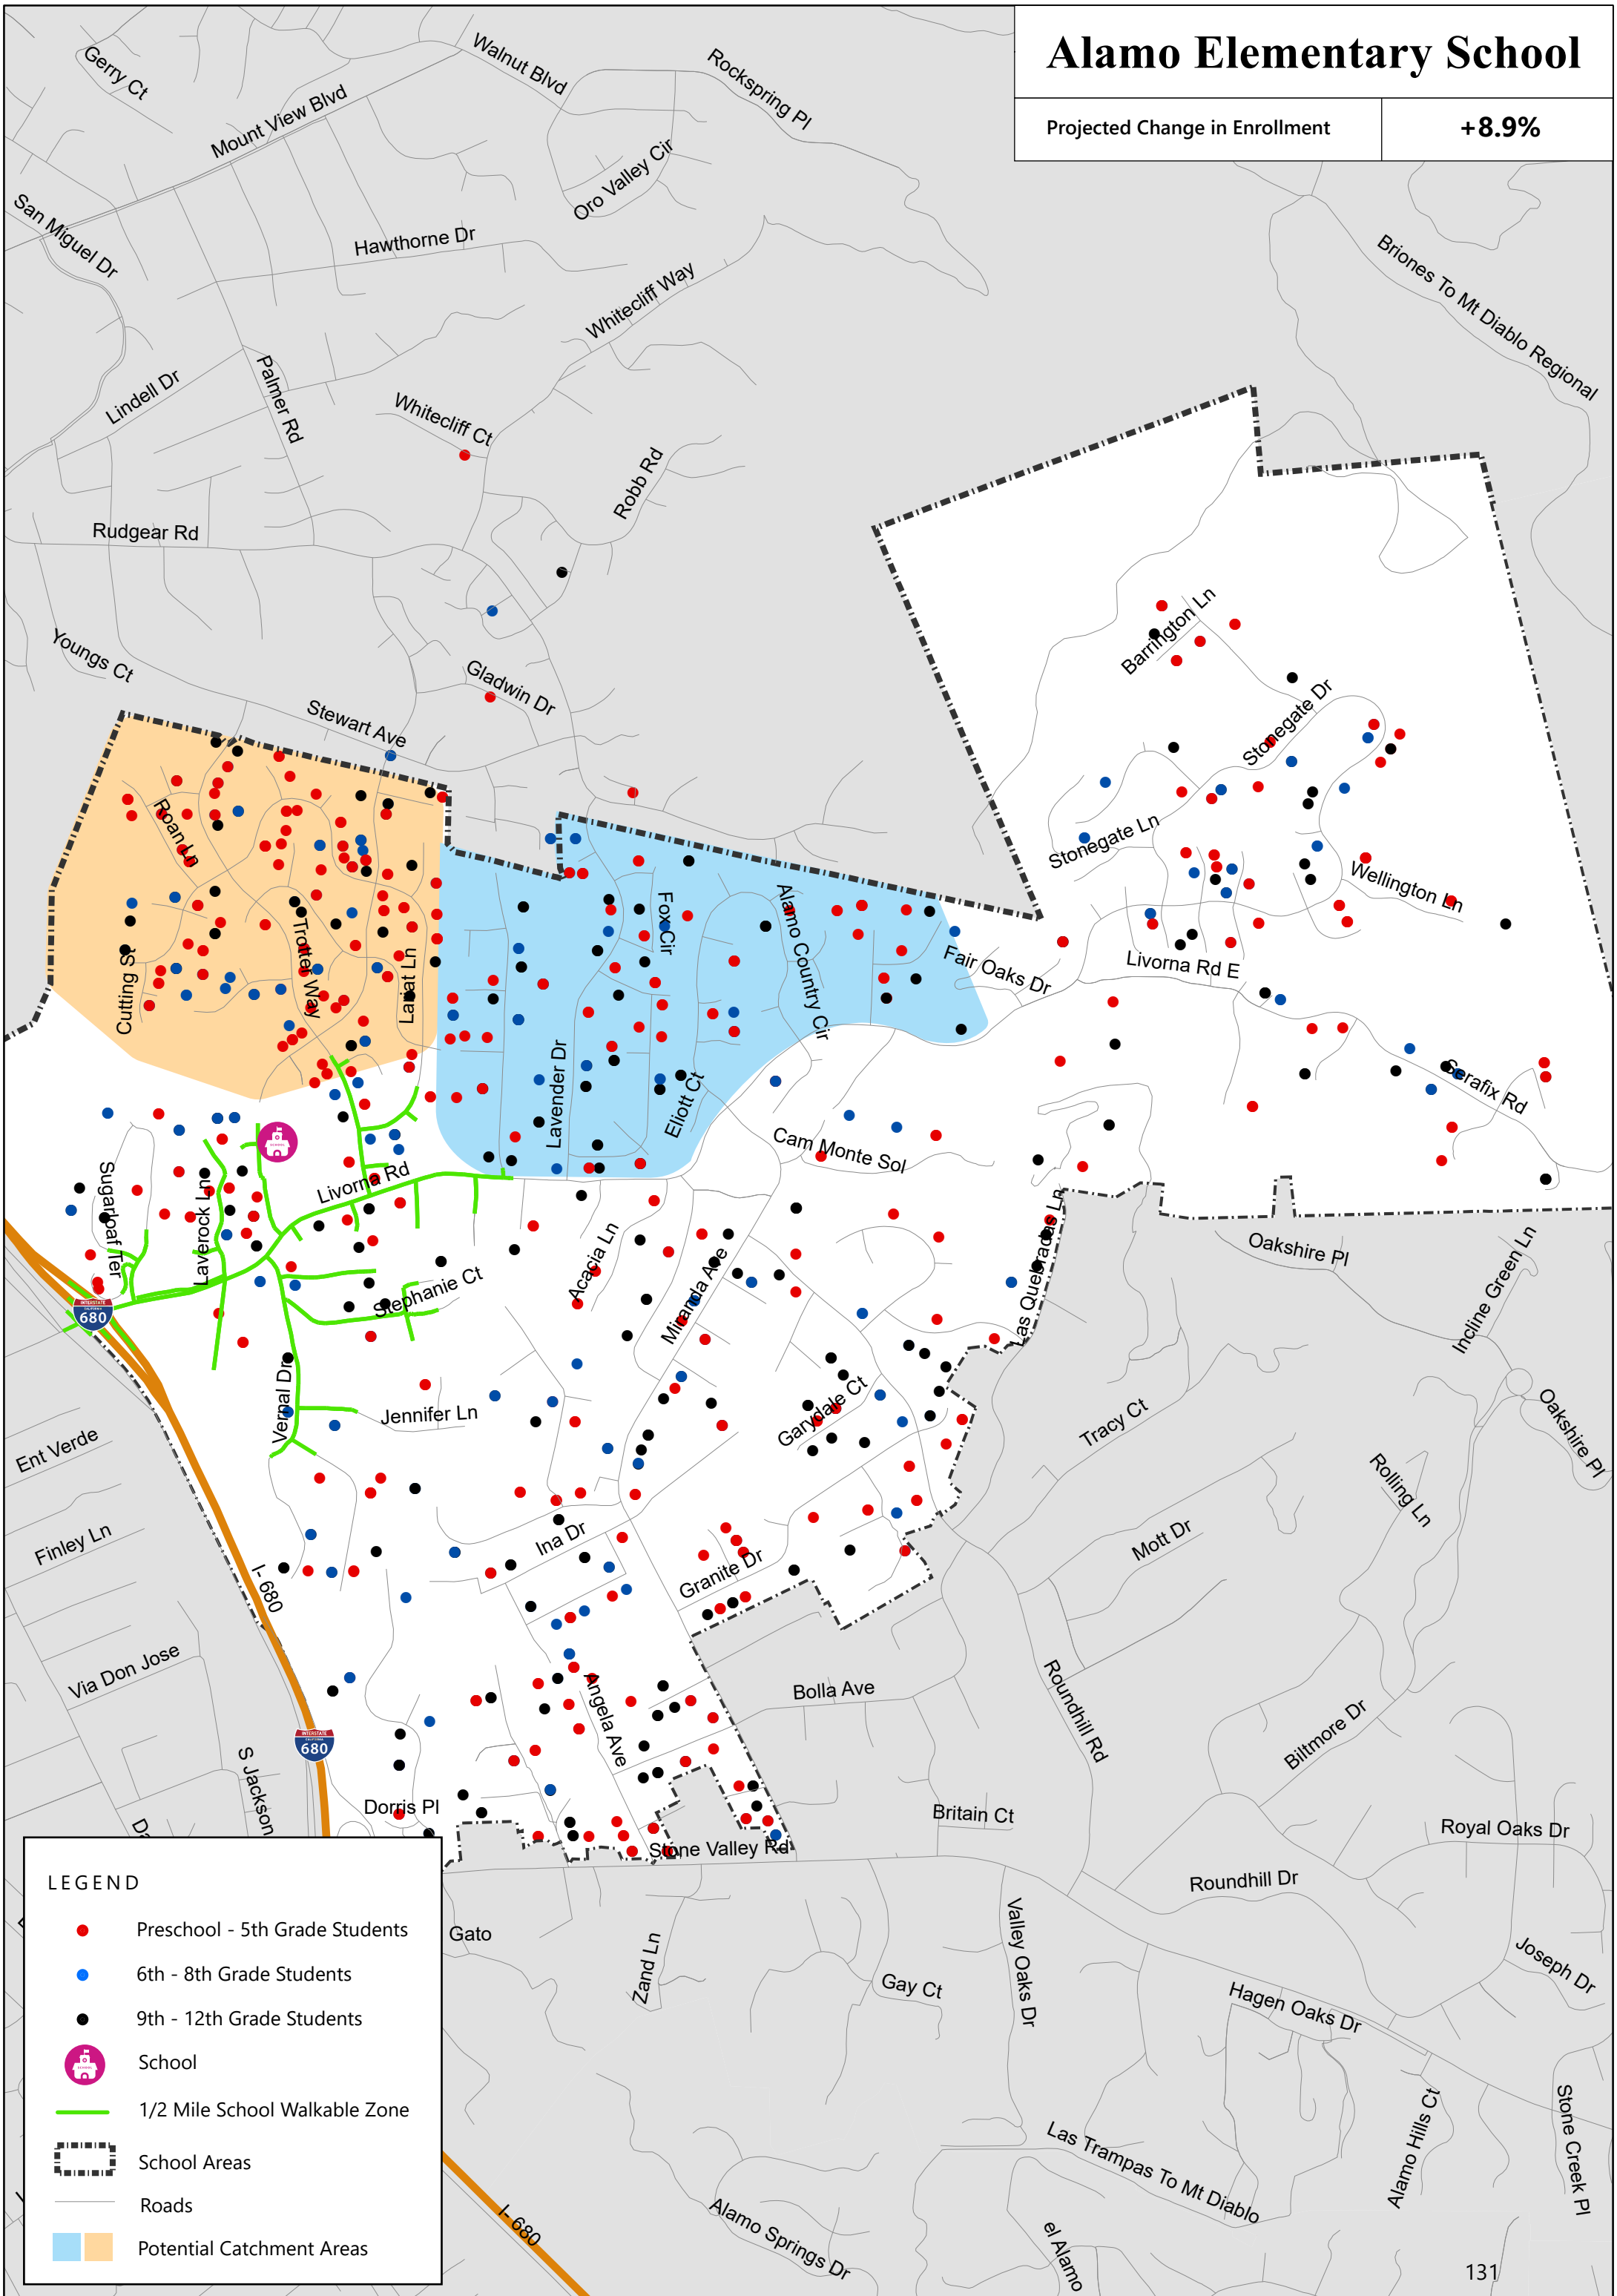 Alamo Elementary School
Projected Change in Enrollment
+8.9%
Gerry Ct
Walnut Blvd
Rockspring Pl
Mount View Blvd
Oro Valley Cir
San Miguel Dr
Hawthorne Dr
Briones To Mt Diablo Regional
Whitecliff Way
Lindell Dr
Palmer Rd
Whitecliff Ct
Robb Rd
Rudgear Rd
Barrington Ln
Youngs Ct
Gladwin Dr
Stewart Ave
Stonegate Dr
Roan Ln
Stonegate Ln
Wellington Ln
Fox Cir
Alamo Country Cir
Trotter Way
Cutting St
Lariat Ln
Fair Oaks Dr
Livorna Rd E
Lavender Dr
Eliott Ct
Serafix Rd
SCHOOL
Cam Monte Sol
Livorna Rd
Sugarloaf Ter
Laverock Ln
Las Quebradas Ln
Acacia Ln
Oakshire Pl
Miranda Ave
Incline Green Ln
Stephanie Ct
INTERSTATE
CALIFORNIA
680
Vernal Dr
Jennifer Ln
Garydale Ct
Tracy Ct
Oakshire Pl
Ent Verde
Rolling Ln
Finley Ln
Ina Dr
Mott Dr
Granite Dr
I- 680
Via Don Jose
Angela Ave
Bolla Ave
Roundhill Rd
Biltmore Dr
INTERSTATE
CALIFORNIA
680
S Jackson
Dorris Pl
Britain Ct
Royal Oaks Dr
Stone Valley Rd
Roundhill Dr
LEGEND
Preschool - 5th Grade Students
6th - 8th Grade Students
9th - 12th Grade Students
SCHOOL
School
1/2 Mile School Walkable Zone
School Areas
Roads
Potential Catchment Areas
Gato
Zand Ln
Valley Oaks Dr
Gay Ct
Joseph Dr
Hagen Oaks Dr
Las Trampas To Mt Diablo
Alamo Hills Ct
Stone Creek Pl
I- 680
Alamo Springs Dr
el Alamo
131